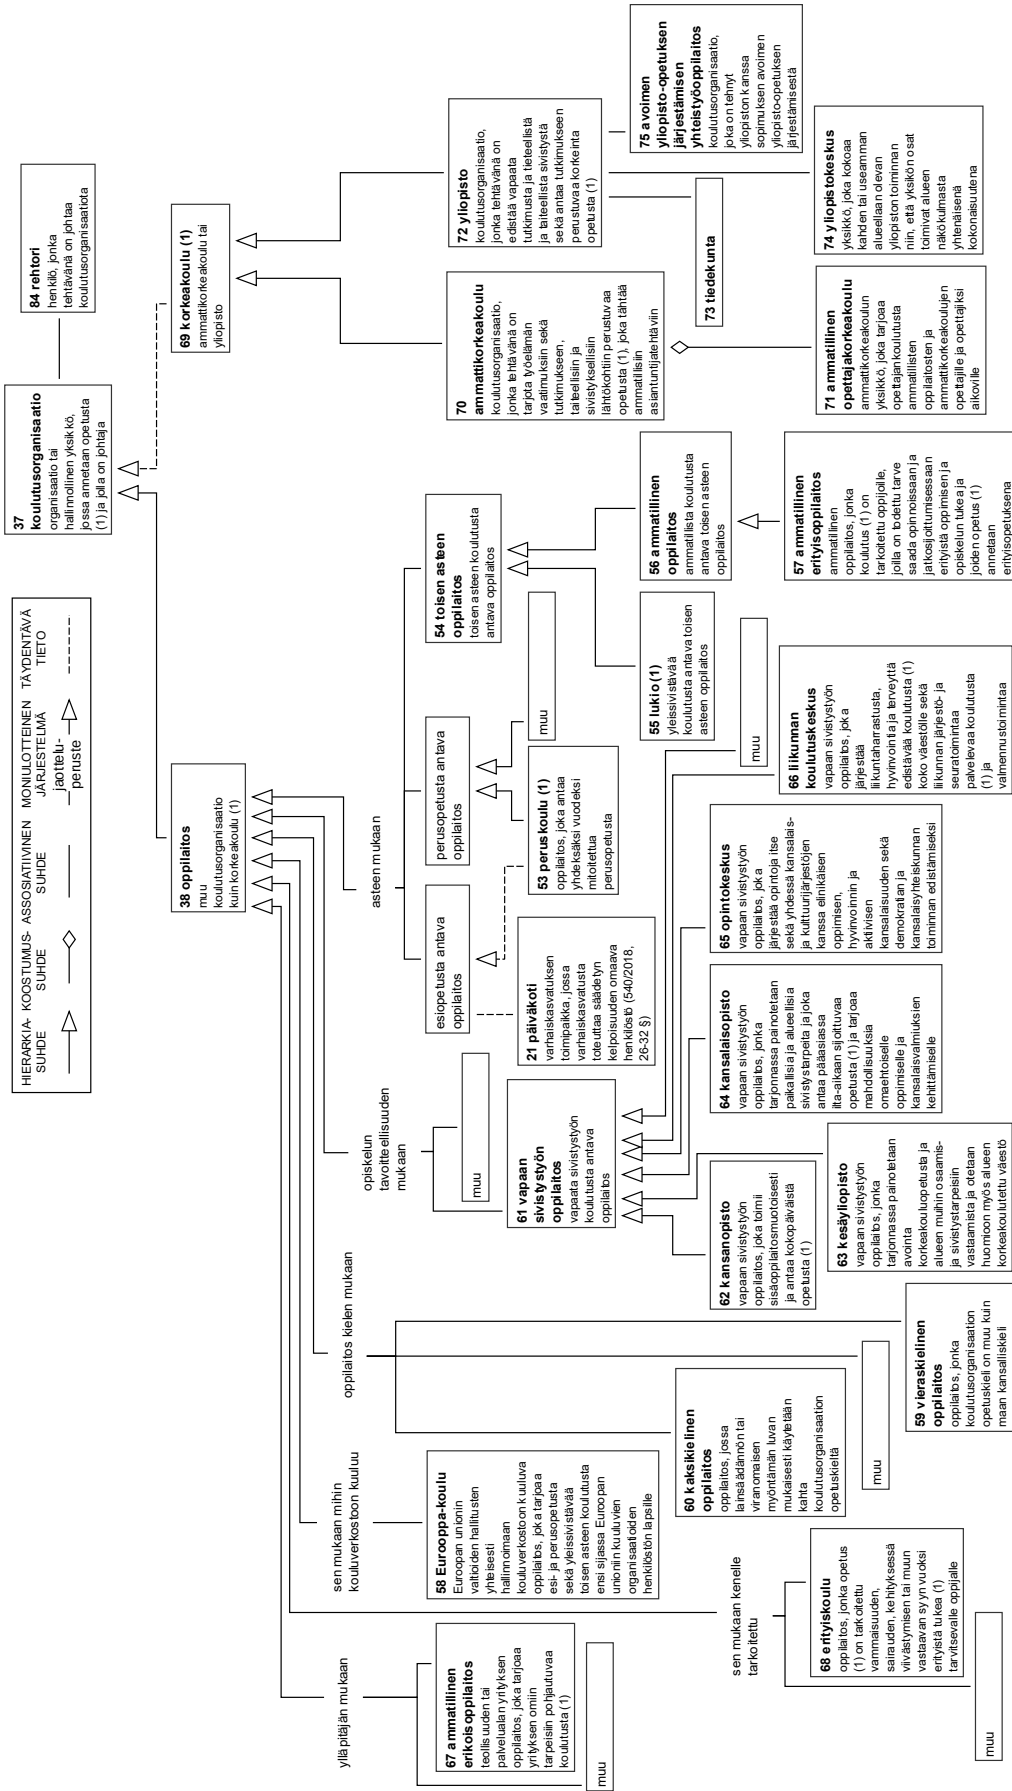 HIERARKIA-
SUHDE
KOOSTUMUS-
SUHDE
ASSOSIATIIVINEN
SUHDE
MONIULOTTEINEN
JÄRJESTELMÄ
jaottelu-
peruste
TÄYDENTÄVÄ
TIETO
37
koulutusorganisaatio
organisaatio tai
hallinnollinen yksikkö,
jossa annetaan opetusta
(1) ja jolla on johtaja
84 rehtori
henkilö, jonka
tehtävänä on johtaa
koulutusorganisaatiota
38 oppilaitos
muu
koulutusorganisaatio
kuin korkeakoulu (1)
69 korkeakoulu (1)
ammattikorkeakoulu tai
yliopisto
ylläpitäjän mukaan
sen mukaan mihin
kouluverkostoon kuuluu
oppilaitos kielen mukaan
opiskelun
tavoitteellisuuden
mukaan
asteen mukaan
sen mukaan kenelle
tarkoitettu
67 ammatillinen
erikoisoppilaitos
teollisuuden tai
palvelualan yrityksen
oppilaitos, joka tarjoaa
yrityksen omiin
tarpeisiin pohjautuvaa
koulutusta (1)
muu
58 Eurooppa-koulu
Euroopan unionin
valtioiden hallitusten
yhteisesti
hallinnoimaan
kouluverkostoon kuuluva
oppilaitos, joka tarjoaa
esi- ja perusopetusta
sekä yleissivistävää
toisen asteen koulutusta
ensi sijassa Euroopan
unioniin kuuluvien
organisaatioiden
henkilöstön lapsille
68 erityiskoulu
oppilaitos, jonka opetus
(1) on tarkoitettu
vammaisuuden,
sairauden, kehityksessä
viivästymisen tai muun
vastaavan syyn vuoksi
erityistä tukea (1)
tarvitsevalle oppijalle
muu
60 kaksikielinen
oppilaitos
oppilaitos, jossa
lainsäädännön tai
viranomaisen
myöntämän luvan
mukaisesti käytetään
kahta
koulutusorganisaation
opetuskieltä
muu
59 vieraskielinen
oppilaitos
oppilaitos, jonka
koulutusorganisaation
opetuskieli on muu kuin
maan kansalliskieli
61 vapaan
sivistystyön
oppilaitos
vapaata sivistystyön
koulutusta antava
oppilaitos
muu
62 kansanopisto
vapaan sivistystyön
oppilaitos, joka toimii
sisäoppilaitosmuotoisesti
ja antaa kokopäiväistä
opetusta (1)
63 kesäyliopisto
vapaan sivistystyön
oppilaitos, jonka
tarjonnassa painotetaan
avointa
korkeakouluopetusta ja
alueen muihin osaamis-
ja sivistystarpeisiin
vastaamista ja otetaan
huomioon myös alueen
korkeakoulutettu väestö
64 kansalaisopisto
vapaan sivistystyön
oppilaitos, jonka
tarjonnassa painotetaan
paikallisia ja alueellisia
sivistystarpeita ja joka
antaa pääasiassa
ilta-aikaan sijoittuvaa
opetusta (1) ja tarjoaa
mahdollisuuksia
omaehtoiselle
oppimiselle ja
kansalaisvalmiuksien
kehittämiselle
65 opintokeskus
vapaan sivistystyön
oppilaitos, joka
järjestää opintoja itse
sekä yhdessä kansalais-
ja kulttuurijärjestöjen
kanssa elinikäisen
oppimisen,
hyvinvoinnin ja
aktiivisen
kansalaisuuden sekä
demokratian ja
kansalaisyhteiskunnan
toiminnan edistämiseksi
66 liikunnan
koulutuskeskus
vapaan sivistystyön
oppilaitos, joka
järjestää
liikuntaharrastusta,
hyvinvointia ja terveyttä
edistävää koulutusta (1)
koko väestölle sekä
liikunnan järjestö- ja
seuratoimintaa
palvelevaa koulutusta
(1) ja
valmennustoimintaa
muu
esiopetusta antava
oppilaitos
21 päiväkoti
varhaiskasvatuksen
toimipaikka, jossa
varhaiskasvatusta
toteuttaa säädetyn
kelpoisuuden omaava
henkilöstö (540/2018,
26-32 §)
perusopetusta antava
oppilaitos
53 peruskoulu (1)
oppilaitos, joka antaa
yhdeksäksi vuodeksi
mitoitettua
perusopetusta
muu
54 toisen asteen
oppilaitos
toisen asteen koulutusta
antava oppilaitos
55 lukio (1)
yleissivistävää
koulutusta antava toisen
asteen oppilaitos
56 ammatillinen
oppilaitos
ammatillista koulutusta
antava toisen asteen
oppilaitos
57 ammatillinen
erityisoppilaitos
ammatillinen
oppilaitos, jonka
koulutus (1) on
tarkoitettu oppijoille,
joilla on todettu tarve
saada opinnoissaan ja
jatkosijoittumisessaan
erityistä oppimisen ja
opiskelun tukea ja
joiden opetus (1)
annetaan
erityisopetuksena
70
ammattikorkeakoulu
koulutusorganisaatio,
jonka tehtävänä on
tarjota työelämän
vaatimuksiin sekä
tutkimukseen,
taiteellisiin ja
sivistyksellisiin
lähtökohtiin perustuvaa
opetusta (1), joka tähtää
ammatillisiin
asiantuntijatehtäviin
71 ammatillinen
opettajakorkeakoulu
ammattikorkeakoulun
yksikkö, joka tarjoaa
opettajankoulutusta
ammatillisten
oppilaitosten ja
ammattikorkeakoulujen
opettajille ja opettajiksi
aikoville
72 yliopisto
koulutusorganisaatio,
jonka tehtävänä on
edistää vapaata
tutkimusta ja tieteellistä
ja taiteellista sivistystä
sekä antaa tutkimukseen
perustuvaa korkeinta
opetusta (1)
73 tiedekunta
74 yliopistokeskus
yksikkö, joka kokoaa
kahden tai useamman
alueellaan olevan
yliopiston toiminnan
niin, että yksikön osat
toimivat alueen
näkökulmasta
yhtenäisenä
kokonaisuutena
75 avoimen
yliopisto-opetuksen
järjestämisen
yhteistyöoppilaitos
koulutusorganisaatio,
joka on tehnyt
yliopiston kanssa
sopimuksen avoimen
yliopisto-opetuksen
järjestämisestä